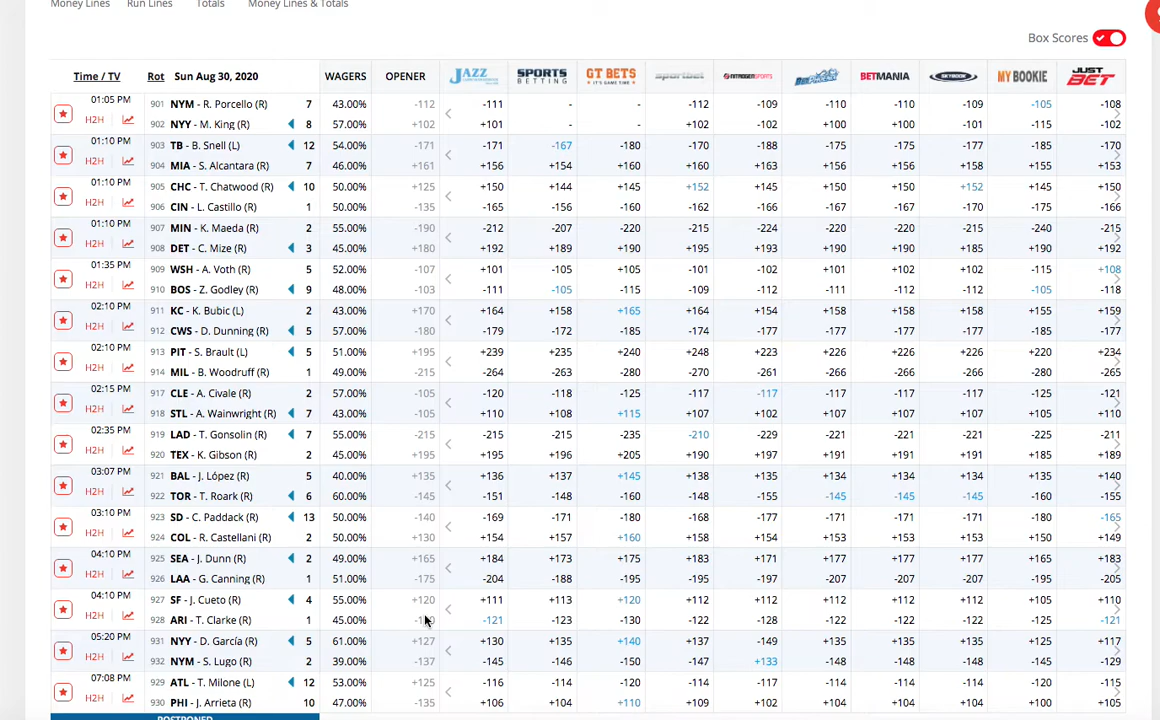 Money Lines Run Lines Totals Money Lines & Totals
Box Scores
Time / TV Rot Sun Aug 30, 2020 WAGERS OPENER JAZZ SPORTS BETTING GT BETS IT'S GAME TIME sportbet NITROGENSPORTS BETMANIA SKYBOOK MY BOOKIE JUST BET
01:05 PM 901 NYM - R. Porcello (R) 7 43.00% -112 -111 - - -112 -109 -110 -110 -109 -105 -108
H2H 902 NYY - M. King (R) 8 57.00% +102 +101 - - +102 -102 +100 +100 -101 -115 -102
01:10 PM 903 TB - B. Snell (L) 12 54.00% -171 -171 -167 -180 -170 -188 -175 -175 -177 -185 -170
H2H 904 MIA - S. Alcantara (R) 7 46.00% +161 +156 +154 +160 +160 +163 +156 +156 +158 +155 +153
01:10 PM 905 CHC - T. Chatwood (R) 10 50.00% +125 +150 +144 +145 +152 +145 +150 +150 +152 +145 +150
H2H 906 CIN - L. Castillo (R) 1 50.00% -135 -165 -156 -160 -162 -166 -167 -167 -170 -175 -166
01:10 PM 907 MIN - K. Maeda (R) 2 55.00% -190 -212 -207 -220 -215 -224 -220 -220 -215 -240 -215
H2H 908 DET - C. Mize (R) 3 45.00% +180 +192 +189 +190 +195 +193 +190 +190 +185 +190 +192
01:35 PM 909 WSH - A. Voth (R) 5 52.00% -107 +101 -105 +105 -101 -102 +101 +102 +102 -115 +108
H2H 910 BOS - Z. Godley (R) 9 48.00% -103 -111 -105 -115 -109 -112 -111 -112 -112 -105 -118
02:10 PM 911 KC - K. Bubic (L) 2 43.00% +170 +164 +158 +165 +164 +154 +158 +158 +158 +155 +159
H2H 912 CWS - D. Dunning (R) 5 57.00% -180 -179 -172 -185 -174 -177 -177 -177 -177 -185 -177
02:10 PM 913 PIT - S. Brault (L) 5 51.00% +195 +239 +235 +240 +248 +223 +226 +226 +226 +220 +234
H2H 914 MIL - B. Woodruff (R) 1 49.00% -215 -264 -263 -280 -270 -261 -266 -266 -266 -280 -265
02:15 PM 917 CLE - A. Civale (R) 2 57.00% -105 -120 -118 -125 -117 -117 -117 -117 -117 -125 -121
H2H 918 STL - A. Wainwright (R) 7 43.00% -105 +110 +108 +115 +107 +102 +107 +107 +107 +105 +110
02:35 PM 919 LAD - T. Gonsolin (R) 7 55.00% -215 -215 -215 -235 -210 -229 -221 -221 -221 -225 -211
H2H 920 TEX - K. Gibson (R) 2 45.00% +195 +195 +196 +205 +190 +197 +191 +191 +191 +185 +189
03:07 PM 921 BAL - J. López (R) 5 40.00% +135 +136 +137 +145 +138 +135 +134 +134 +134 +135 +140
H2H 922 TOR - T. Roark (R) 6 60.00% -145 -151 -148 -160 -148 -155 -145 -145 -145 -160 -155
03:10 PM 923 SD - C. Paddack (R) 13 50.00% -140 -169 -171 -180 -168 -177 -171 -171 -171 -180 -165
H2H 924 COL - R. Castellani (R) 2 50.00% +130 +154 +157 +160 +158 +154 +153 +153 +153 +150 +149
04:10 PM 925 SEA - J. Dunn (R) 2 49.00% +165 +184 +173 +175 +183 +171 +177 +177 +177 +165 +183
H2H 926 LAA - G. Canning (R) 1 51.00% -175 -204 -188 -195 -195 -197 -207 -207 -207 -195 -205
04:10 PM 927 SF - J. Cueto (R) 4 55.00% +120 +111 +113 +120 +112 +112 +112 +112 +112 +105 +110
H2H 928 ARI - T. Clarke (R) 1 45.00% -121 -123 -130 -122 -128 -122 -122 -122 -125 -121
05:20 PM 931 NYY - D. García (R) 5 61.00% +127 +130 +135 +140 +137 -149 +135 +135 +135 +125 +117
H2H 932 NYM - S. Lugo (R) 2 39.00% -137 -145 -146 -150 -147 +133 -148 -148 -148 -145 -129
07:08 PM 929 ATL - T. Milone (L) 12 53.00% +125 -116 -114 -120 -114 -117 -114 -114 -114 -120 -115
H2H 930 PHI - J. Arrieta (R) 10 47.00% -135 +106 +104 +110 +104 +102 +104 +104 +104 +100 +105
POSTPONED